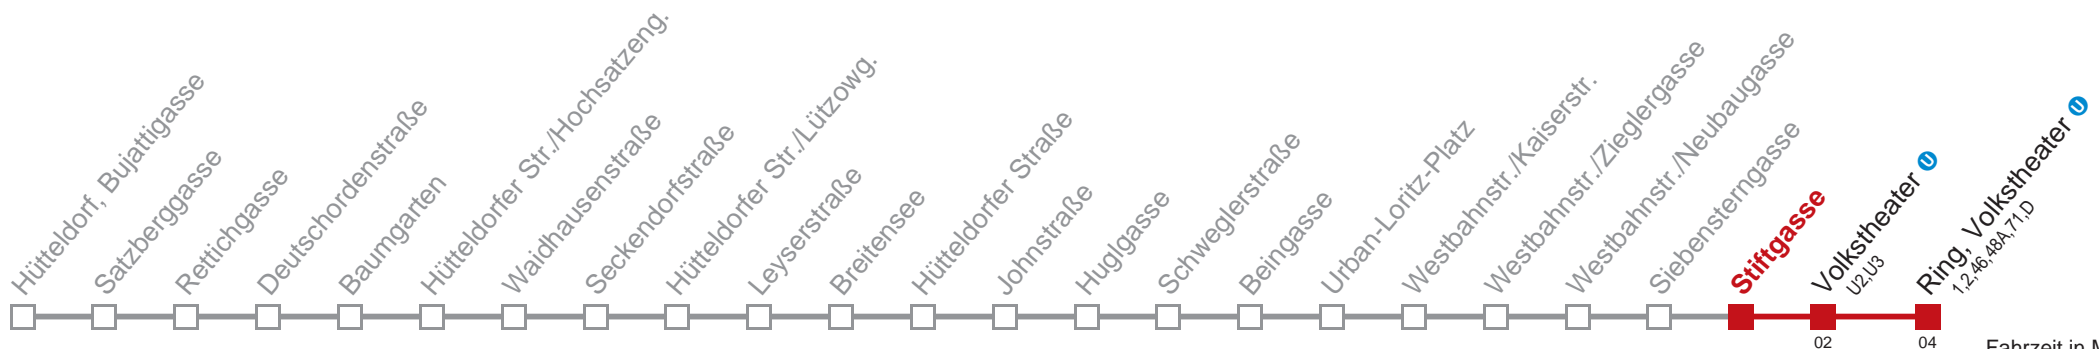 Hütteldorf, Bujattigasse
Satzberggasse
Rettichgasse
Deutschordenstraße
Baumgarten
Hütteldorfer Str./Hochsatzeng.
Waidhausenstraße
Seckendorfstraße
Hütteldorfer Str./Lützowg.
Leyserstraße
Breitensee
Hütteldorfer Straße
Johnstraße
Huglgasse
Schweglerstraße
Beingasse
Urban-Loritz-Platz
Westbahnstr./Kaiserstr.
Westbahnstr./Zieglergasse
Westbahnstr./Neubaugasse
Siebensterngasse
Stiftgasse
Volkstheater U
U2,U3
Ring, Volkstheater U
1,2,46,48A,71,D
02
04
Fahrzeit in